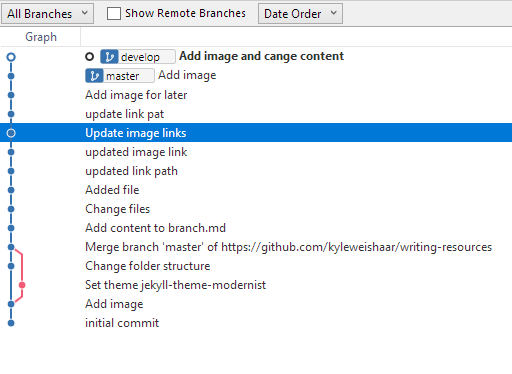 All Branches Show Remote Branches Date Order
Graph
develop Add image and cange content
master Add image
Add image for later
update link pat
Update image links
updated image link
updated link path
Added file
Change files
Add content to branch.md
Merge branch 'master' of https://github.com/kyleweishaar/writing-resources
Change folder structure
Set theme jekyll-theme-modernist
Add image
initial commit